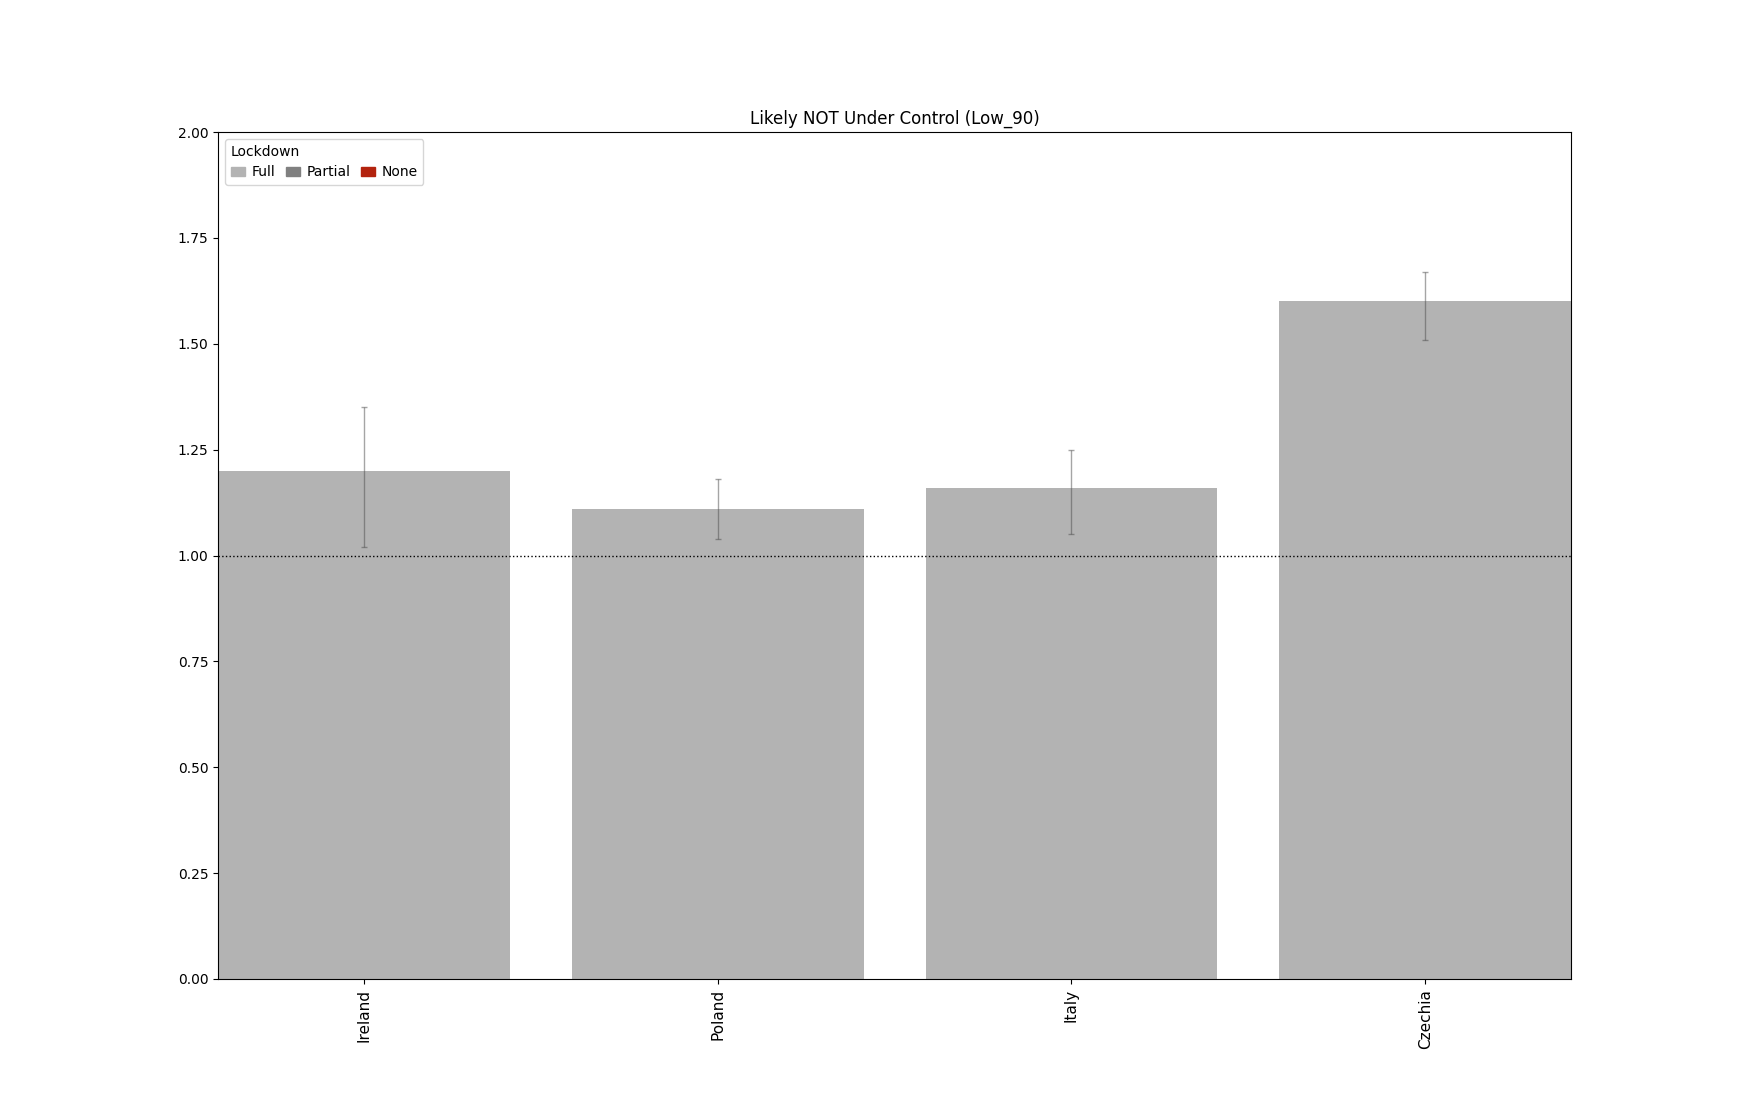 Likely NOT Under Control (Low_90)
2.00
Lockdown
Full Partial None
1.75
1.50
1.25
1.00
0.75
0.50
0.25
0.00
Ireland
Poland
Italy
Czechia